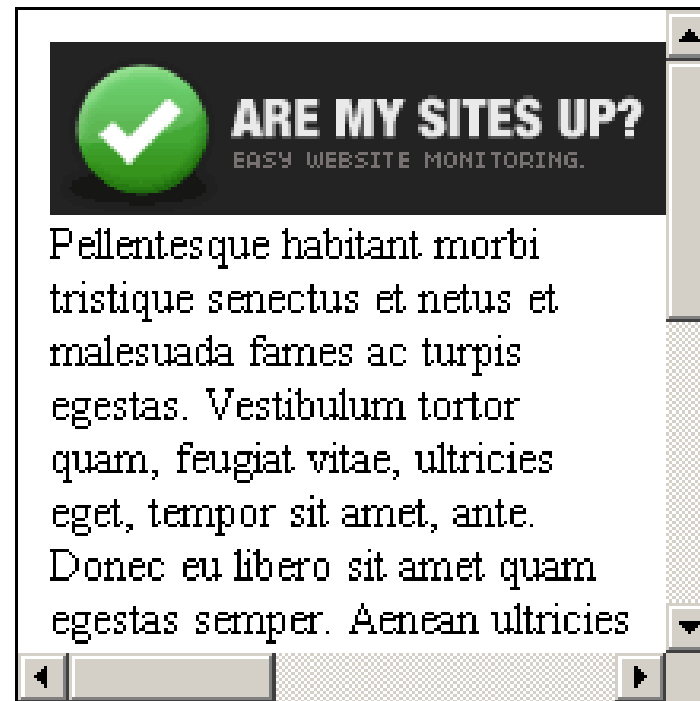 ARE MY SITES UP?
EASY WEBSITE MONITORING.
Pellentesque habitant morbi
tristique senectus et netus et
malesuada fames ac turpis
egestas. Vestibulum tortor
quam, feugiat vitae, ultricies
eget, tempor sit amet, ante.
Donec eu libero sit amet quam
egestas semper. Aenean ultricies